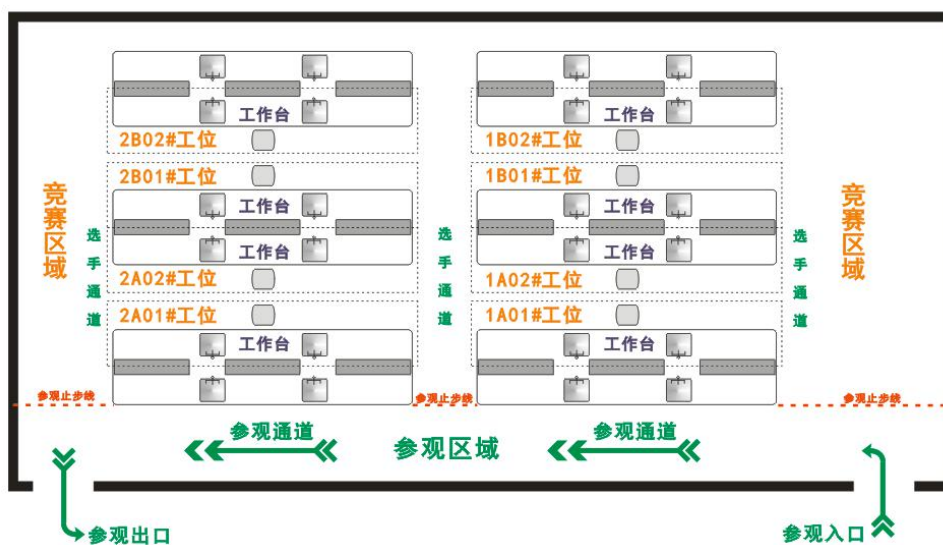 工作台
工作台
2B02#工位
1B02#工位
2B01#工位
1B01#工位
竞赛区域
竞赛区域
工作台
工作台
选手通道
选手通道
选手通道
工作台
工作台
2A02#工位
1A02#工位
2A01#工位
1A01#工位
工作台
工作台
参观止步线
参观止步线
参观止步线
参观通道
参观区域
参观通道
参观出口
参观入口